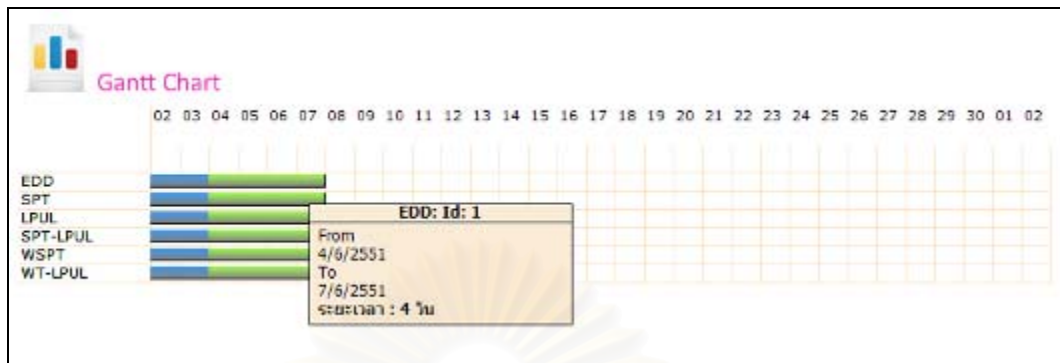 Gantt Chart
02 03 04 05 06 07 08 09 10 11 12 13 14 15 16 17 18 19 20 21 22 23 24 25 26 27 28 29 30 01 02
EDD
SPT
LPUL
SPT-LPUL
WSPT
WT-LPUL
EDD: Id: 1
From
4/6/2551
To
7/6/2551
ระยะเวลา : 4 วัน